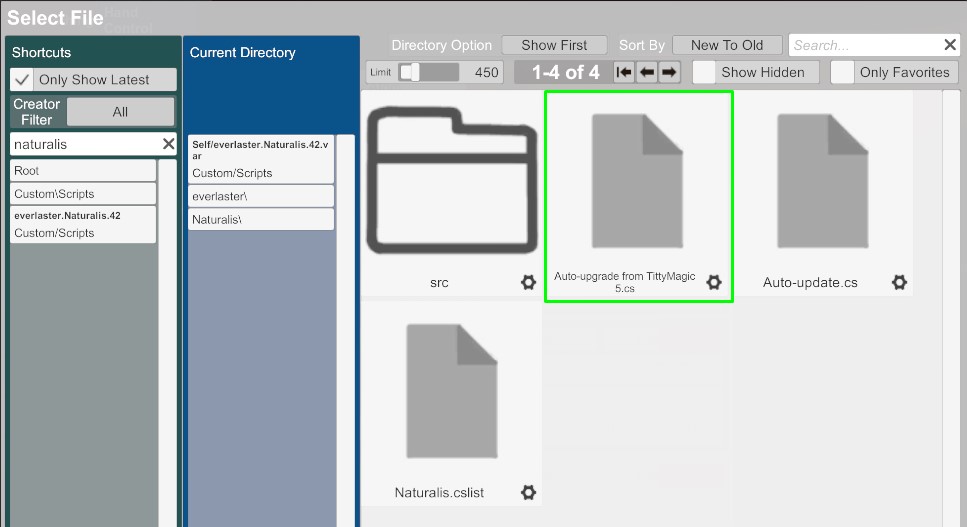 Select File
Shortcuts
Only Show Latest
Creator
Filter
All
naturalis
Root
Custom\Scripts
everlaster.Naturalis.42
Custom/Scripts
Current Directory
Self/everlaster.Naturalis.42.v
ar
Custom/Scripts
everlaster\
Naturalis\
Directory Option
Show First
Sort By
New To Old
Search...
Limit
450
1-4 of 4
Show Hidden
Only Favorites
src
Auto-upgrade from TittyMagic
5.cs
Auto-update.cs
Naturalis.cslist